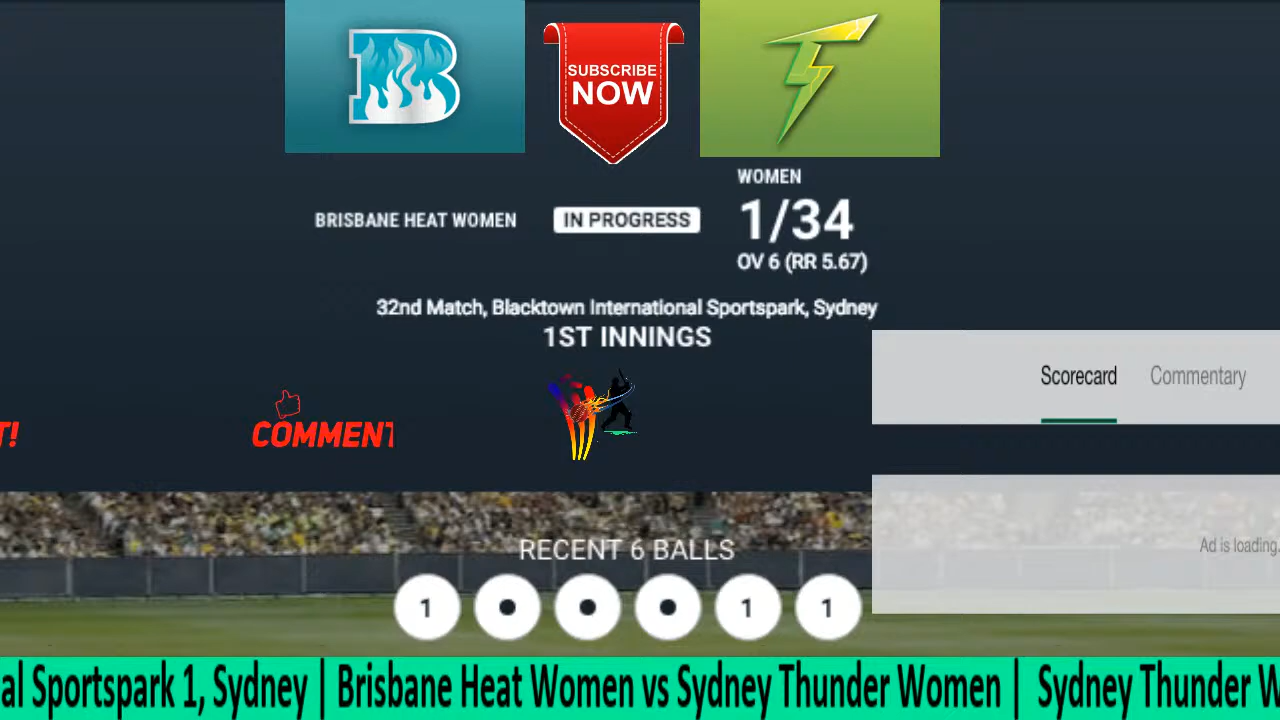 SUBSCRIBE
NOW
WOMEN
BRISBANE HEAT WOMEN
IN PROGRESS
1/34
OV 6 (RR 5.67)
32nd Match, Blacktown International Sportspark, Sydney
1ST INNINGS
Scorecard
Commentary
T!
COMMENT
RECENT 6 BALLS
Ad is loading.
1 • • • 1 1
al Sportspark 1, Sydney | Brisbane Heat Women vs Sydney Thunder Women | Sydney Thunder W